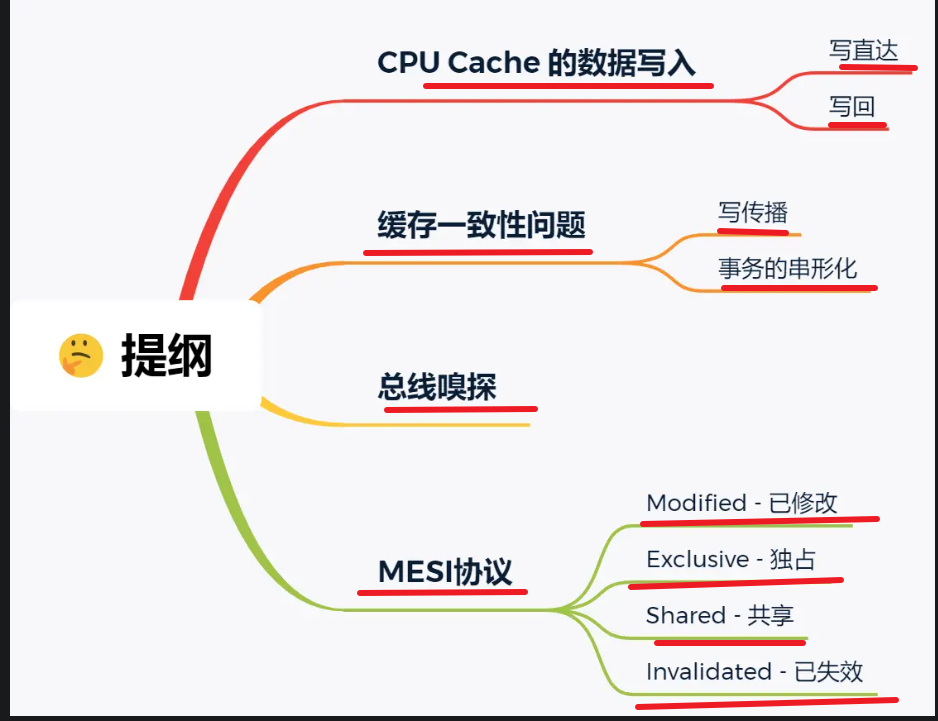 CPU Cache 的数据写入
写直达
写回
缓存一致性问题
写传播
事务的串形化
提纲
总线嗅探
MESI协议
Modified - 已修改
Exclusive - 独占
Shared - 共享
Invalidated - 已失效